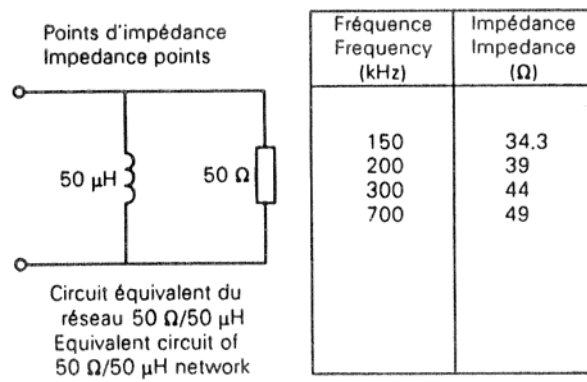 Points d'impédance
Impedance points
50 μH
50 Ω
Circuit équivalent du
réseau 50 Ω/50 μH
Equivalent circuit of
50 Ω/50 μH network
Fréquence Impédance
Frequency Impedance
(kHz) (Ω)
150 34.3
200 39
300 44
700 49